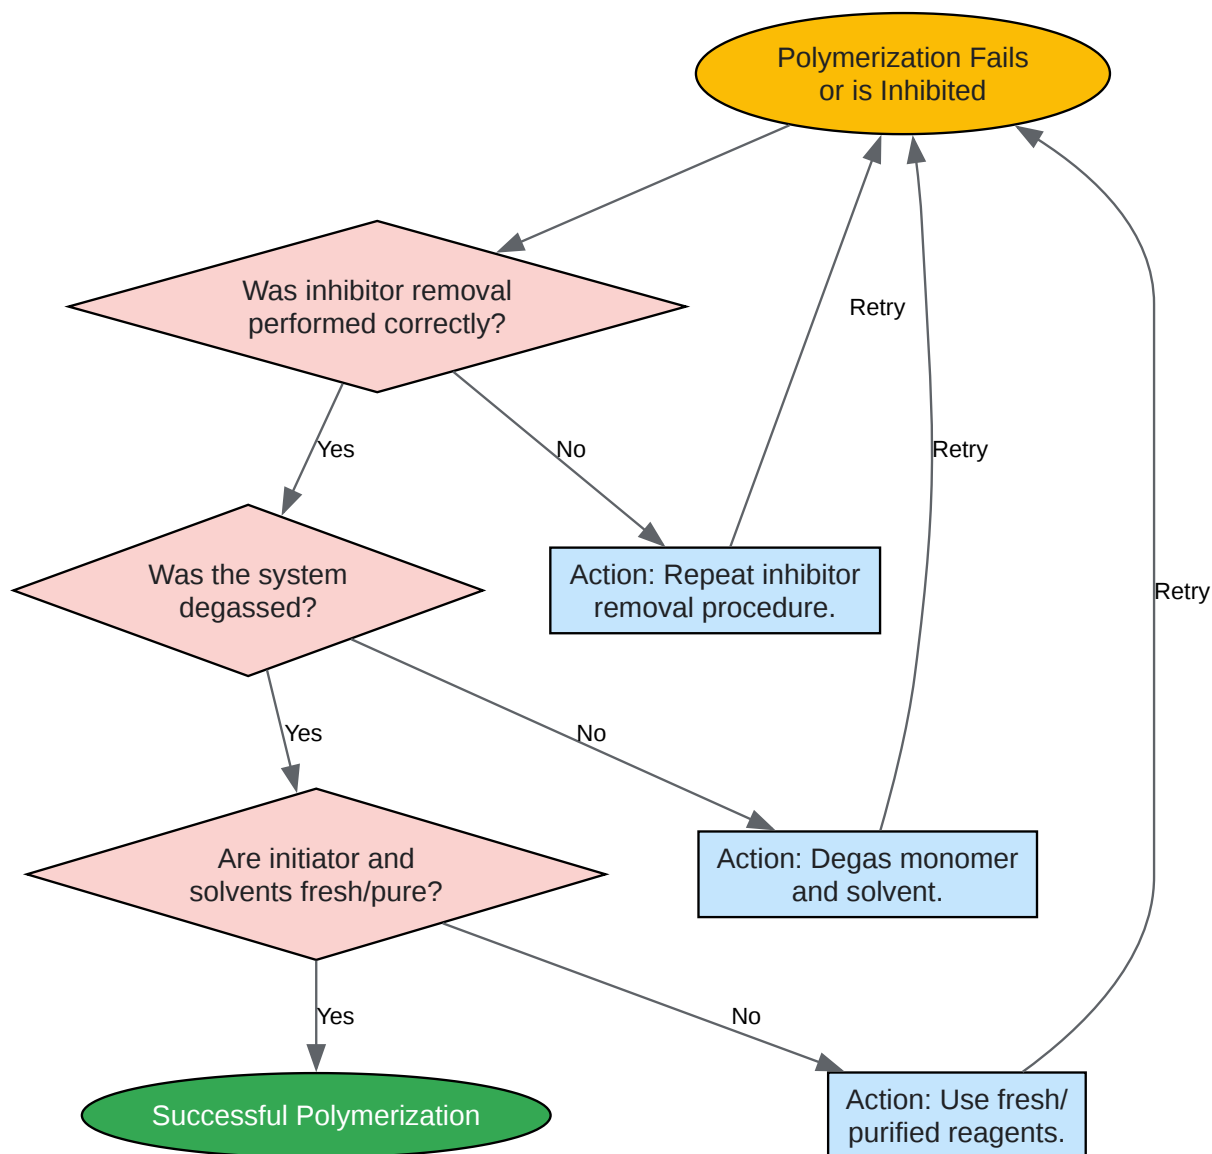 Polymerization Fails
or is Inhibited
Was inhibitor removal
performed correctly?
Retry
Yes
No
Retry
Was the system
degassed?
Action: Repeat inhibitor
removal procedure.
Retry
Yes
No
Are initiator and
solvents fresh/pure?
Action: Degas monomer
and solvent.
Yes
No
Successful Polymerization
Action: Use fresh/
purified reagents.